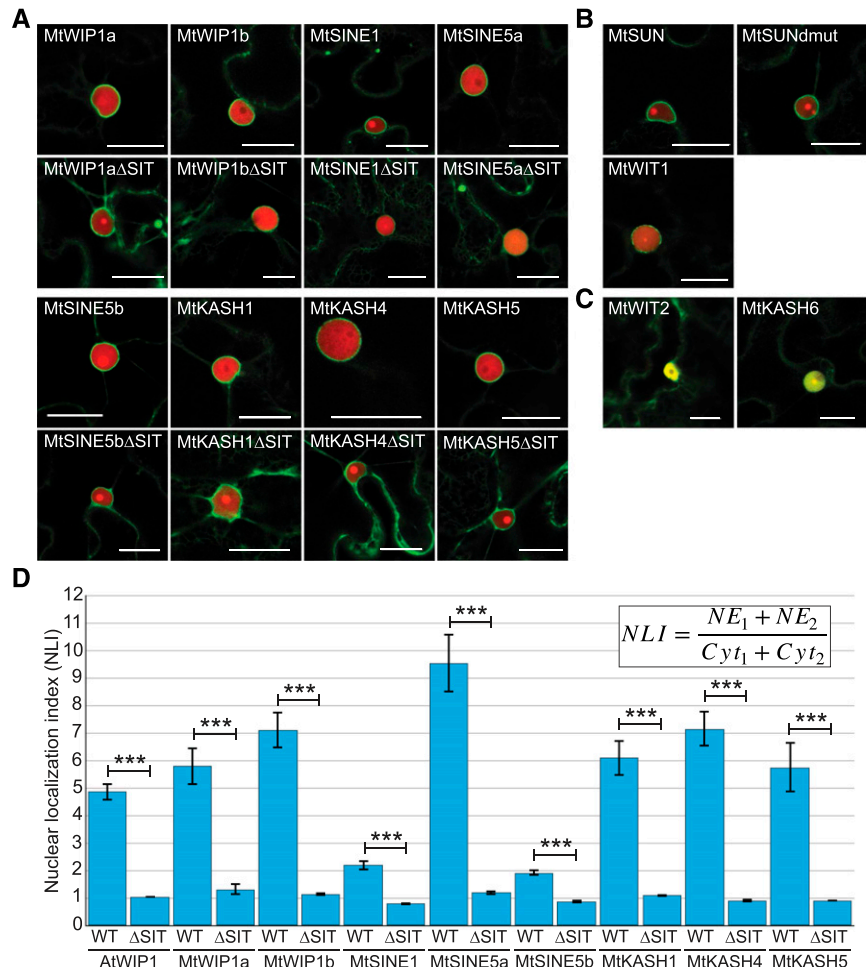 A
B
MtWIP1a
MtWIP1b
MtSINE1
MtSINE5a
MtSUN
MtSUNdmut
MtWIP1aΔSIT
MtWIP1bΔSIT
MtSINE1ΔSIT
MtSINE5aΔSIT
MtWIT1
C
MtSINE5b
MtKASH1
MtKASH4
MtKASH5
MtWIT2
MtKASH6
MtSINE5bΔSIT
MtKASH1ΔSIT
MtKASH4ΔSIT
MtKASH5ΔSIT
D
Nuclear localization index (NLI)
12
11
10
9
8
7
6
5
4
3
2
1
0
NLI = (NE₁ + NE₂) / (Cyt₁ + Cyt₂)
*** *** *** *** *** *** *** *** ***
WT ΔSIT WT ΔSIT WT ΔSIT WT ΔSIT WT ΔSIT WT ΔSIT WT ΔSIT WT ΔSIT WT ΔSIT
AtWIP1 MtWIP1a MtWIP1b MtSINE1 MtSINE5a MtSINE5b MtKASH1 MtKASH4 MtKASH5